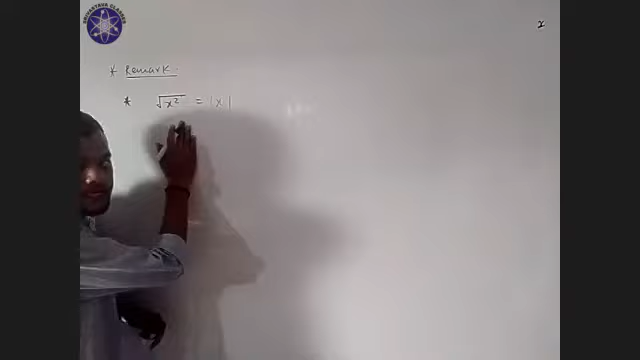 x
* Remark.
* √x² = |x|